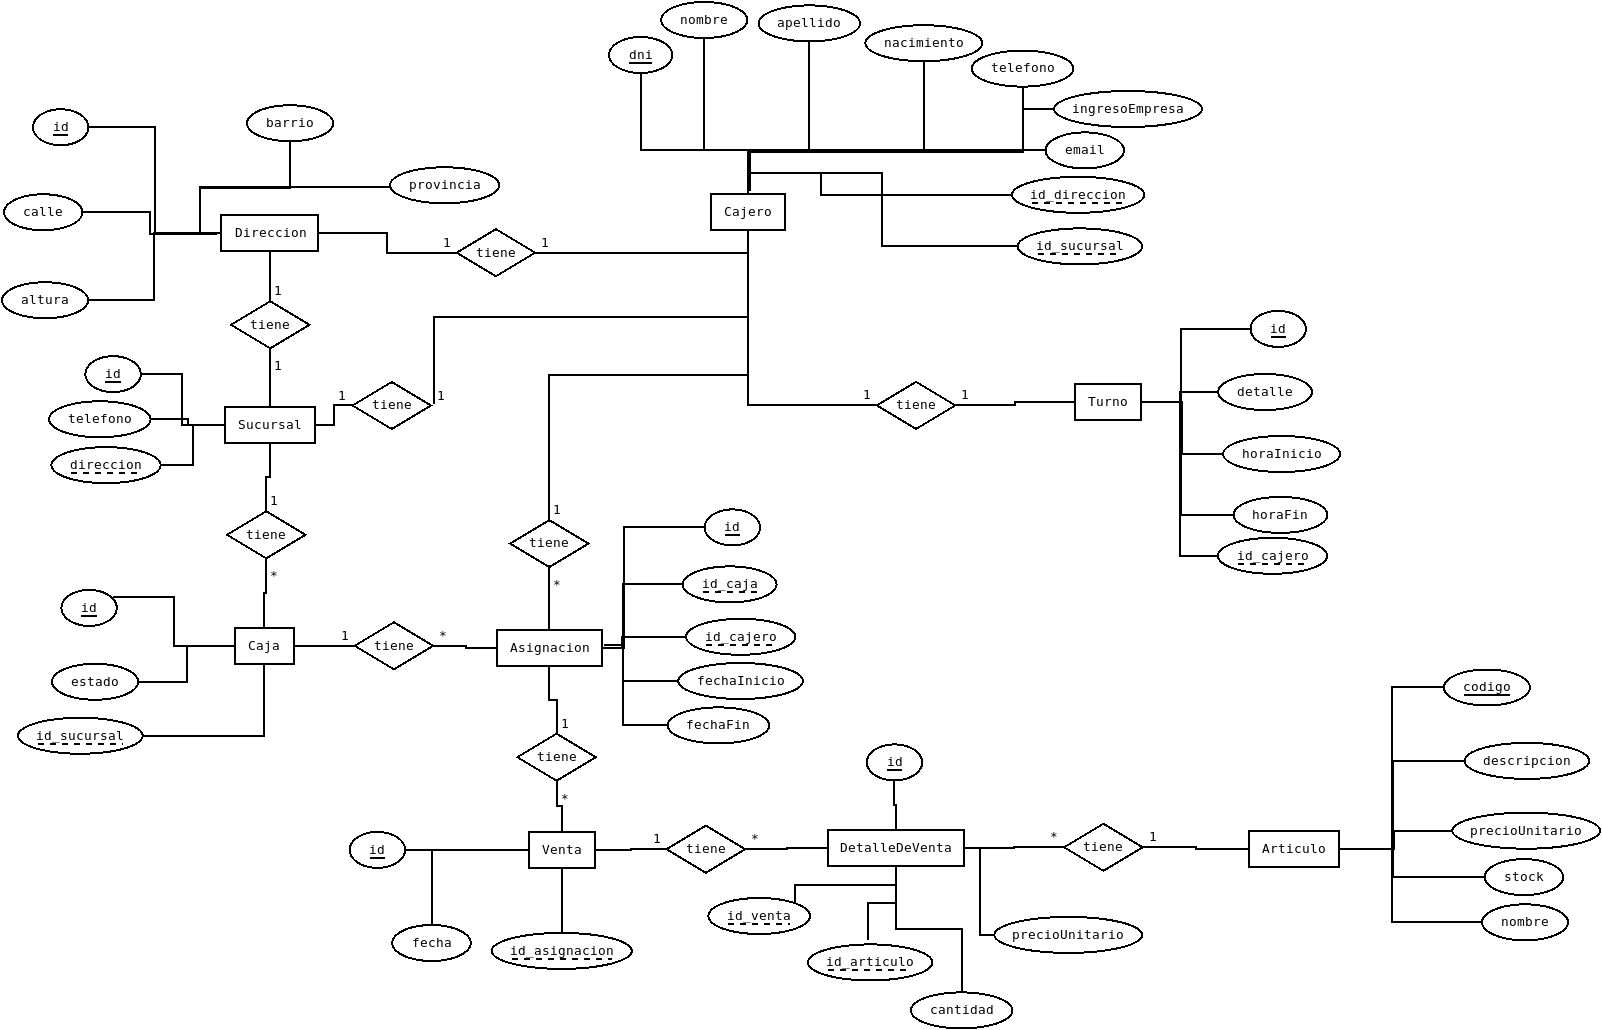 nombre
apellido
nacimiento
dni
telefono
ingresoEmpresa
barrio
id
email
provincia
id_direccion
calle
Cajero
Direccion
1
1
tiene
id_sucursal
altura
1
tiene
id
1
id
telefono
direccion
Sucursal
1
1
tiene
1
1
tiene
Turno
detalle
horaInicio
horaFin
id_cajero
1
tiene
*
1
tiene
*
id
id_caja
id_cajero
fechaInicio
fechaFin
id
estado
id_sucursal
Caja
1
*
tiene
Asignacion
1
tiene
*
id
codigo
descripcion
precioUnitario
stock
nombre
id
Venta
1
*
tiene
DetalleDeVenta
*
1
tiene
Articulo
fecha
id_asignacion
id_venta
id_articulo
precioUnitario
cantidad